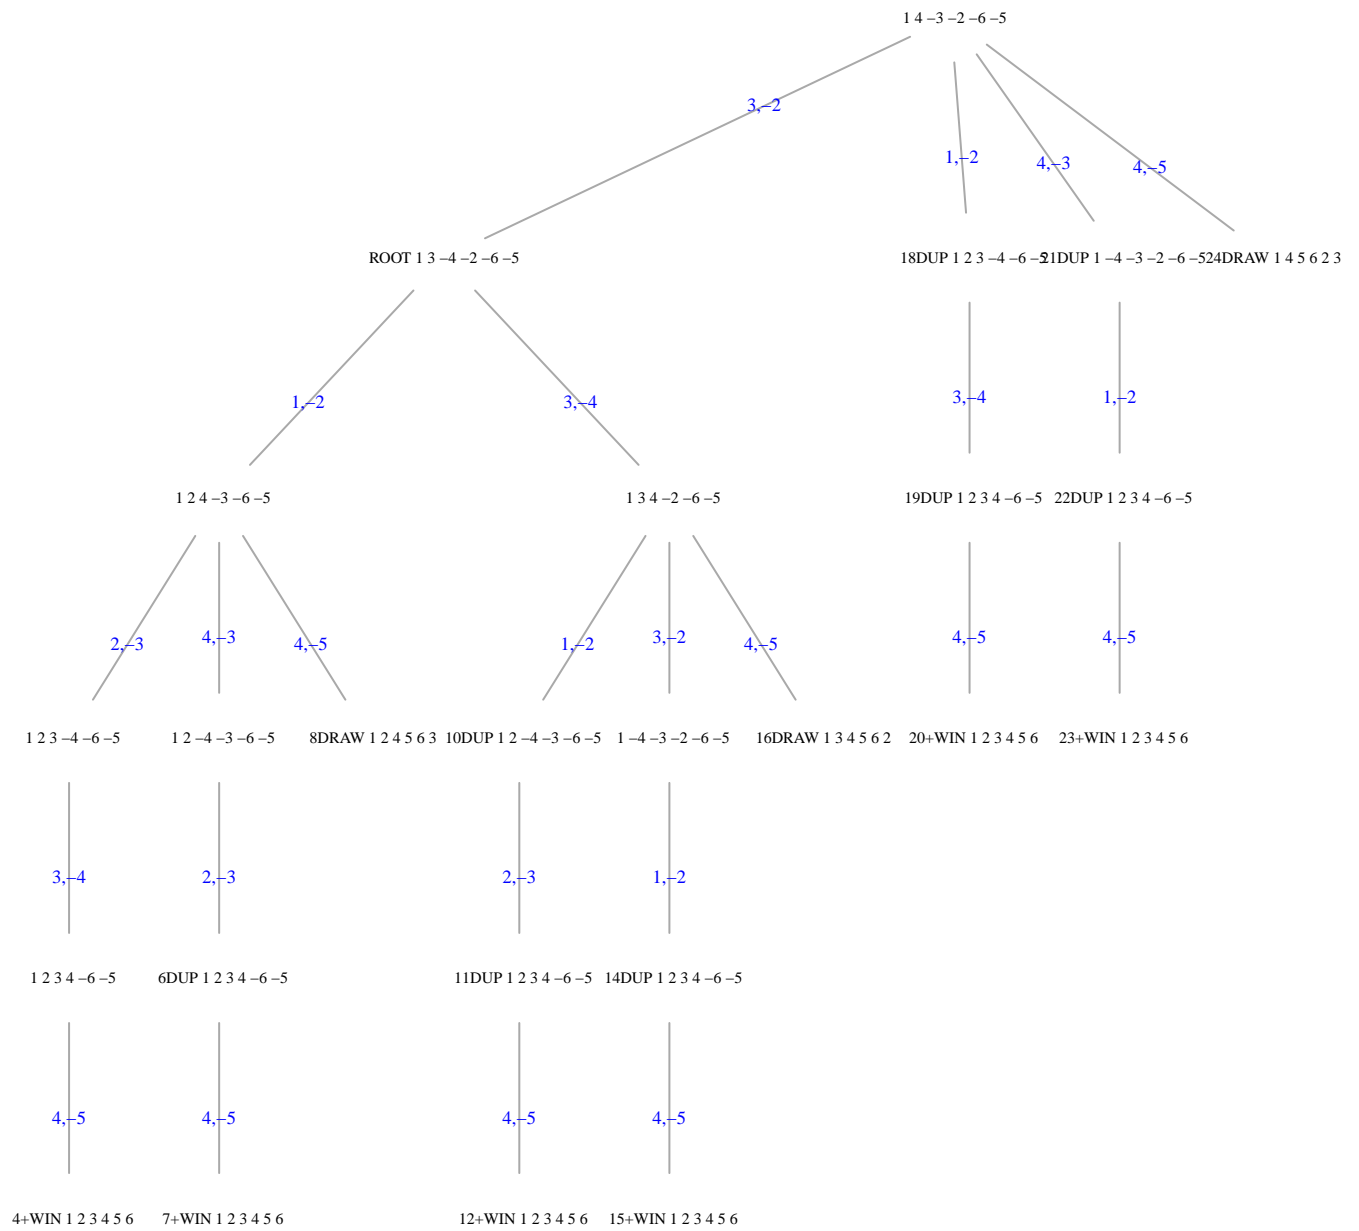 1 4 −3 −2 −6 −5
3,−2
1,−2
4,−3
4,−5
ROOT 1 3 −4 −2 −6 −5
18DUP 1 2 3 −4 −6 −5
21DUP 1 −4 −3 −2 −6 −5
24DRAW 1 4 5 6 2 3
1,−2
3,−4
3,−4
1,−2
1 2 4 −3 −6 −5
1 3 4 −2 −6 −5
19DUP 1 2 3 4 −6 −5
22DUP 1 2 3 4 −6 −5
2,−3
4,−3
4,−5
1,−2
3,−2
4,−5
4,−5
4,−5
1 2 3 −4 −6 −5
1 2 −4 −3 −6 −5
8DRAW 1 2 4 5 6 3
10DUP 1 2 −4 −3 −6 −5
1 −4 −3 −2 −6 −5
16DRAW 1 3 4 5 6 2
20+WIN 1 2 3 4 5 6
23+WIN 1 2 3 4 5 6
3,−4
2,−3
2,−3
1,−2
1 2 3 4 −6 −5
6DUP 1 2 3 4 −6 −5
11DUP 1 2 3 4 −6 −5
14DUP 1 2 3 4 −6 −5
4,−5
4,−5
4,−5
4,−5
4+WIN 1 2 3 4 5 6
7+WIN 1 2 3 4 5 6
12+WIN 1 2 3 4 5 6
15+WIN 1 2 3 4 5 6